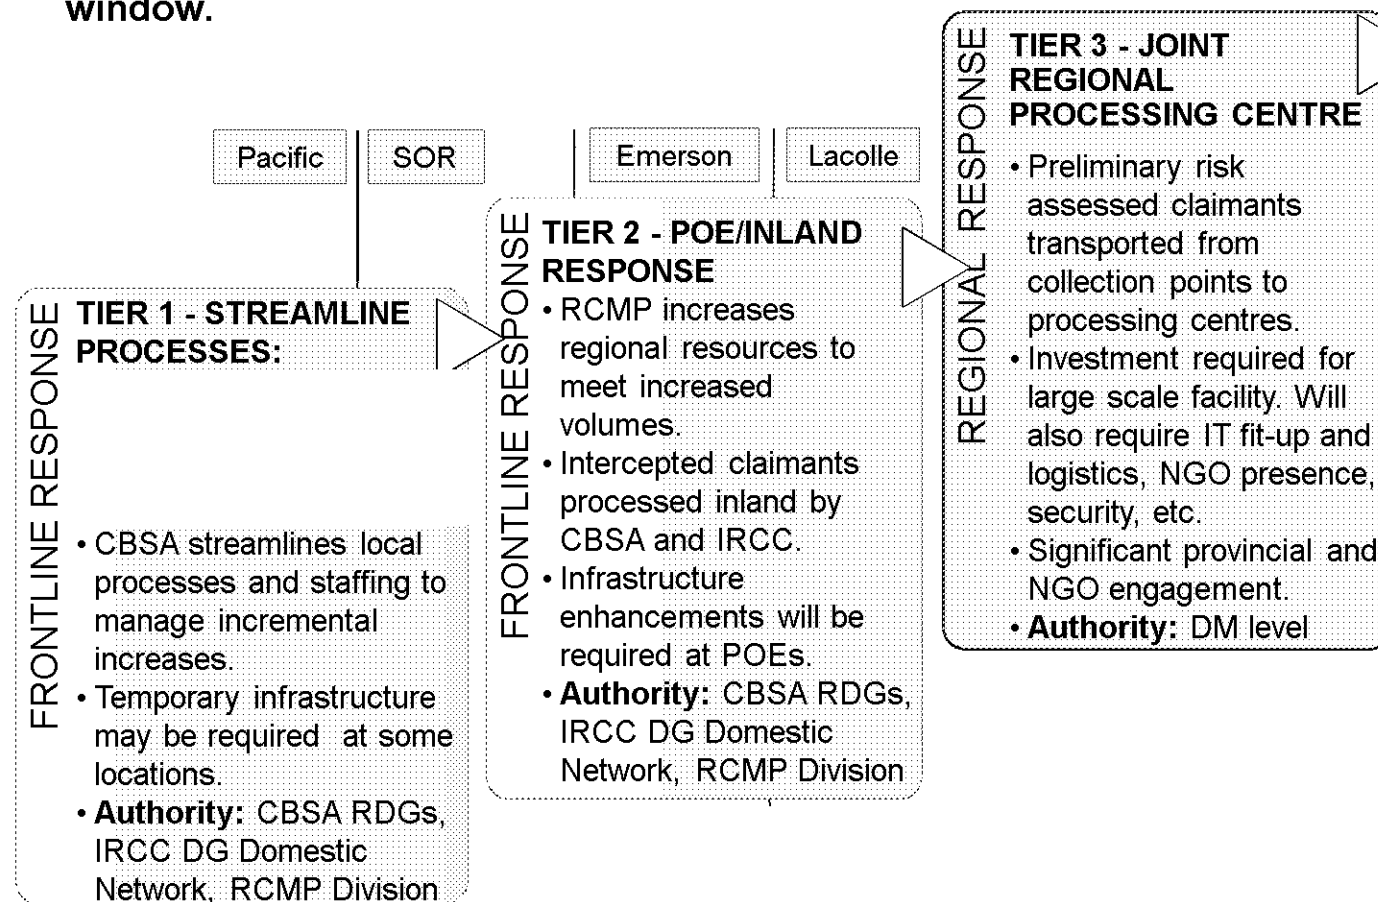 window.
Pacific
SOR
Emerson
Lacolle
FRONTLINE RESPONSE
TIER 1 - STREAMLINE
PROCESSES:
• CBSA streamlines local
processes and staffing to
manage incremental
increases.
• Temporary infrastructure
may be required at some
locations.
• Authority: CBSA RDGs,
IRCC DG Domestic
Network, RCMP Division
FRONTLINE RESPONSE
TIER 2 - POE/INLAND
RESPONSE
• RCMP increases
regional resources to
meet increased
volumes.
• Intercepted claimants
processed inland by
CBSA and IRCC.
• Infrastructure
enhancements will be
required at POEs.
• Authority: CBSA RDGs,
IRCC DG Domestic
Network, RCMP Division
REGIONAL RESPONSE
TIER 3 - JOINT
REGIONAL
PROCESSING CENTRE
• Preliminary risk
assessed claimants
transported from
collection points to
processing centres.
• Investment required for
large scale facility. Will
also require IT fit-up and
logistics, NGO presence,
security, etc.
• Significant provincial and
NGO engagement.
• Authority: DM level